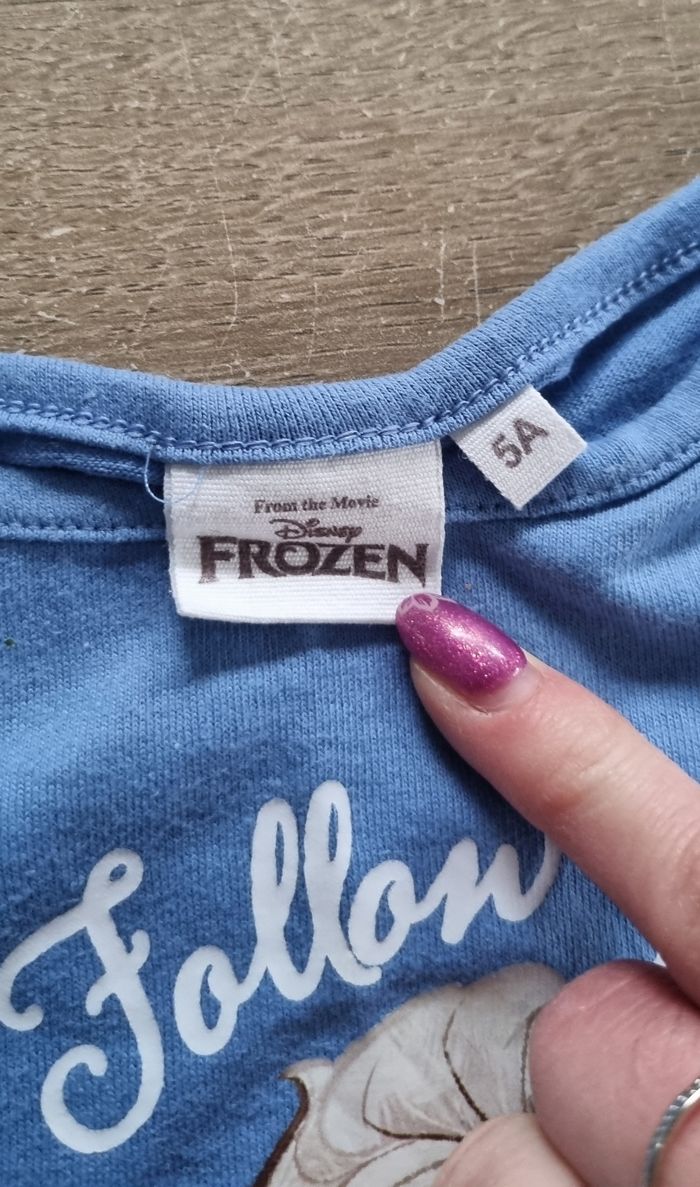 From the Movie
Disney
FROZEN
5A
Follow